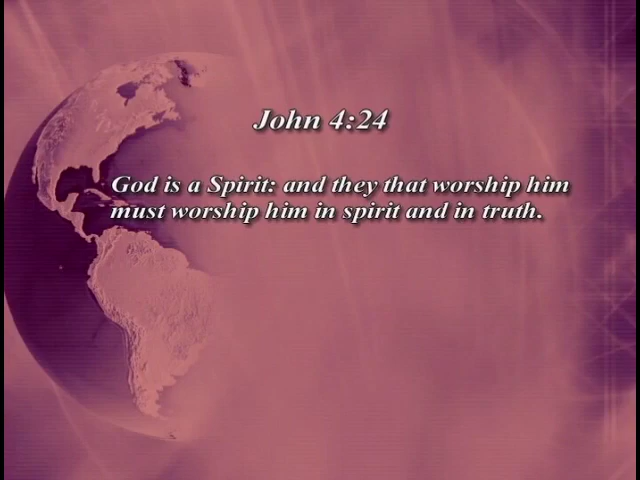 John 4:24
God is a Spirit: and they that worship him
must worship him in spirit and in truth.